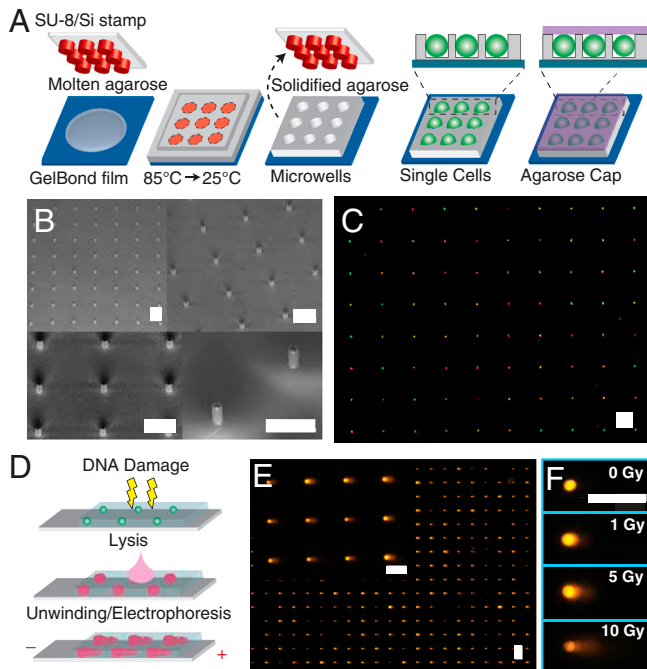 A
SU-8/Si stamp
Molten agarose
Solidified agarose
GelBond film
85°C → 25°C
Microwells
Single Cells
Agarose Cap
B
C
D
DNA Damage
Lysis
Unwinding/Electrophoresis
− +
E
F
0 Gy
1 Gy
5 Gy
10 Gy